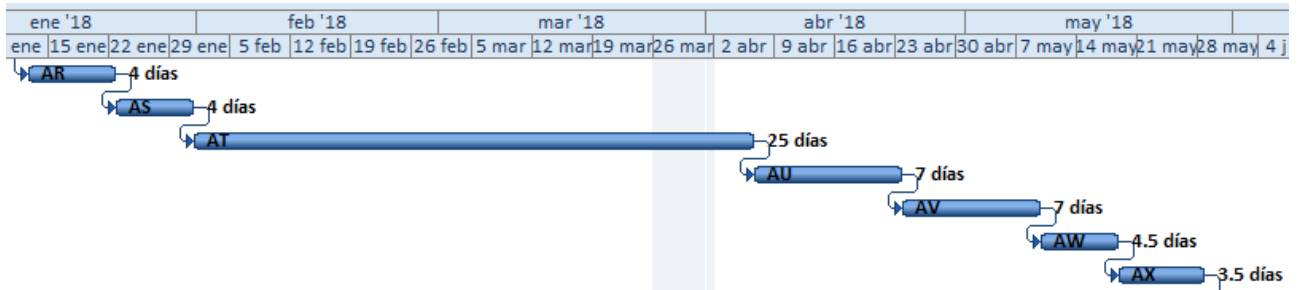 ene '18 feb '18 mar '18 abr '18 may '18
ene 15 ene 22 ene 29 ene 5 feb 12 feb 19 feb 26 feb 5 mar 12 mar 19 mar 26 mar 2 abr 9 abr 16 abr 23 abr 30 abr 7 may 14 may 21 may 28 may 4 j
AR 4 días
AS 4 días
AT 25 días
AU 7 días
AV 7 días
AW 4.5 días
AX 3.5 días